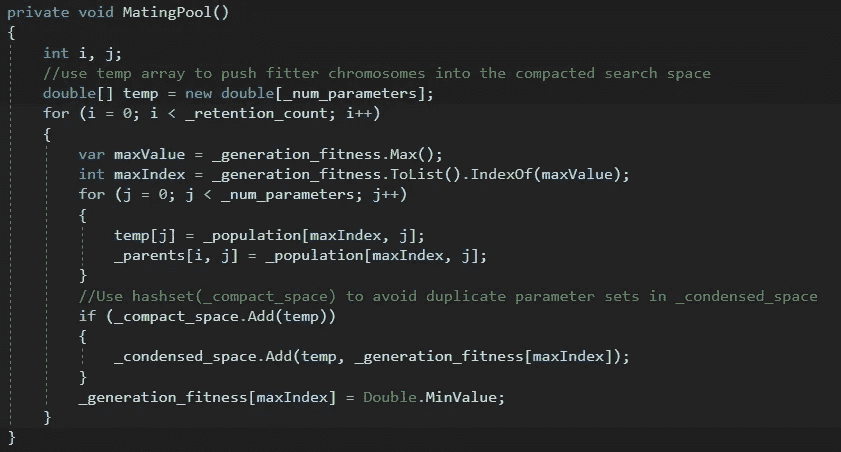 private void MatingPool()
{
int i, j;
//use temp array to push fitter chromosomes into the compacted search space
double[] temp = new double[_num_parameters];
for (i = 0; i < _retention_count; i++)
{
var maxValue = _generation_fitness.Max();
int maxIndex = _generation_fitness.ToList().IndexOf(maxValue);
for (j = 0; j < _num_parameters; j++)
{
temp[j] = _population[maxIndex, j];
_parents[i, j] = _population[maxIndex, j];
}
//Use hashset(_compact_space) to avoid duplicate parameter sets in _condensed_space
if (_compact_space.Add(temp))
{
_condensed_space.Add(temp, _generation_fitness[maxIndex]);
}
_generation_fitness[maxIndex] = Double.MinValue;
}
}